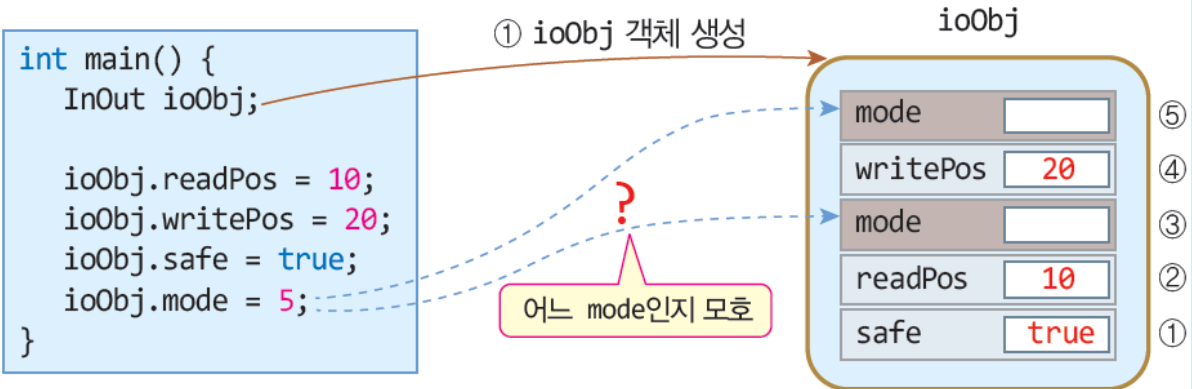 ① ioObj 객체 생성
ioObj
int main() {
InOut ioObj;
ioObj.readPos = 10;
ioObj.writePos = 20;
ioObj.safe = true;
ioObj.mode = 5;
}
?
어느 mode인지 모호
mode ⑤
writePos 20 ④
mode ③
readPos 10 ②
safe true ①